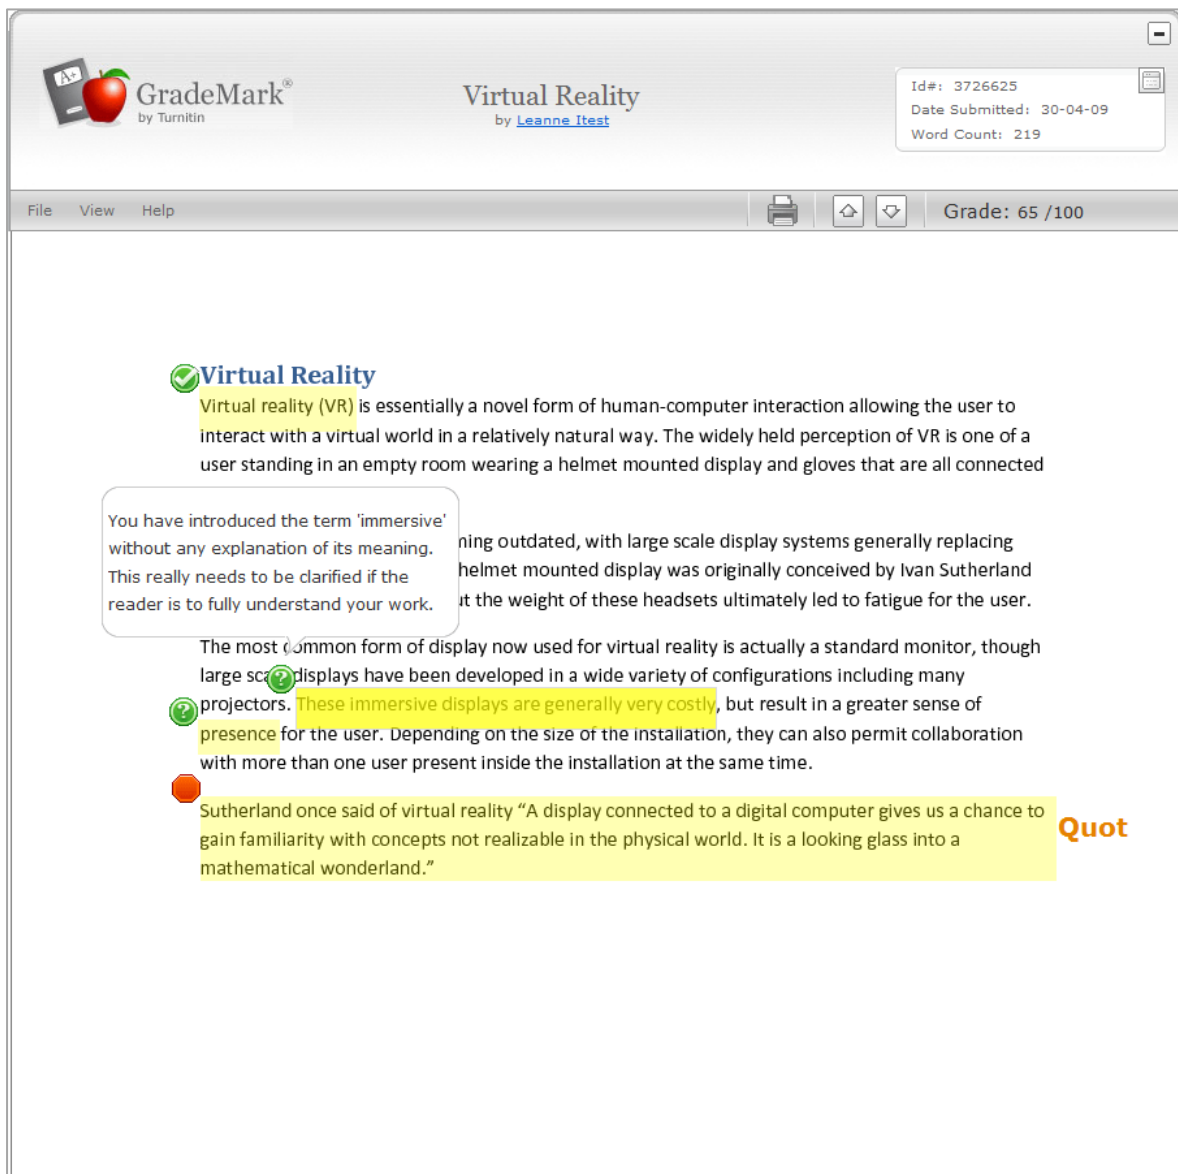 A+
GradeMark®
by Turnitin
Virtual Reality
by Leanne Itest
Id#: 3726625
Date Submitted: 30-04-09
Word Count: 219
File View Help
Grade: 65 /100
Virtual Reality
Virtual reality (VR) is essentially a novel form of human-computer interaction allowing the user to
interact with a virtual world in a relatively natural way. The widely held perception of VR is one of a
user standing in an empty room wearing a helmet mounted display and gloves that are all connected
You have introduced the term 'immersive'
without any explanation of its meaning.
This really needs to be clarified if the
reader is to fully understand your work.
outdated, with large scale display systems generally replacing
helmet mounted display was originally conceived by Ivan Sutherland
the weight of these headsets ultimately led to fatigue for the user.
The most common form of display now used for virtual reality is actually a standard monitor, though
large scale displays have been developed in a wide variety of configurations including many
projectors. These immersive displays are generally very costly, but result in a greater sense of
presence for the user. Depending on the size of the installation, they can also permit collaboration
with more than one user present inside the installation at the same time.
Sutherland once said of virtual reality “A display connected to a digital computer gives us a chance to
gain familiarity with concepts not realizable in the physical world. It is a looking glass into a
mathematical wonderland.”
Quot